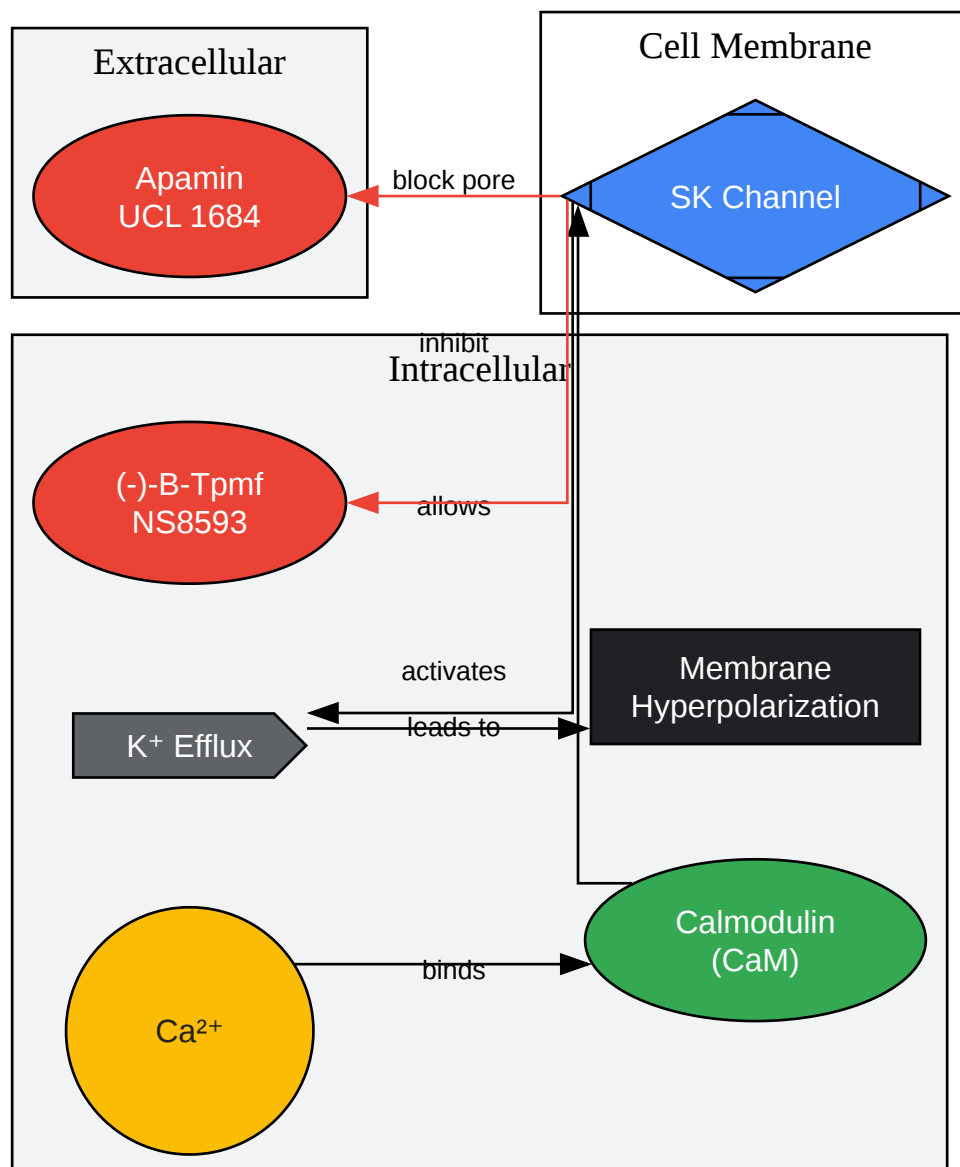 Extracellular
Cell Membrane
Apamin
UCL 1684
block pore
SK Channel
inhibit
Intracellular
(-)-B-Tpmf
NS8593
allows
activates
Membrane
Hyperpolarization
leads to
K⁺ Efflux
Calmodulin
(CaM)
binds
Ca²⁺